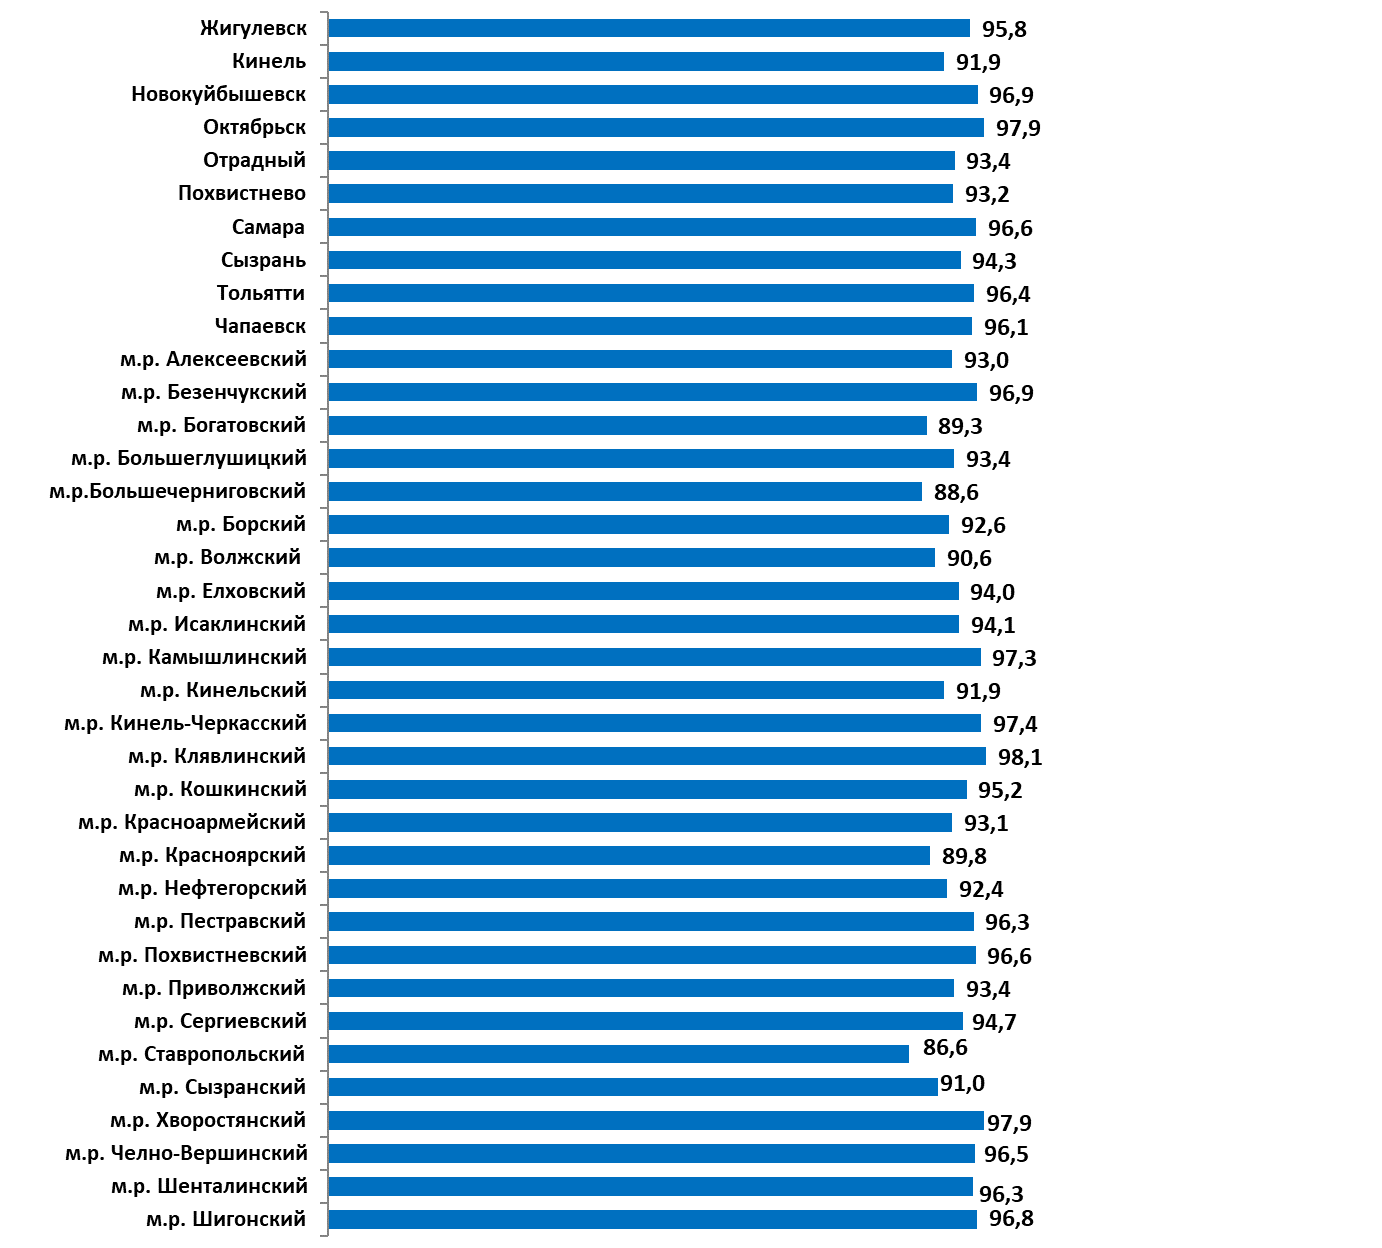 Жигулевск 95,8
Кинель 91,9
Новокуйбышевск 96,9
Октябрьск 97,9
Отрадный 93,4
Похвистнево 93,2
Самара 96,6
Сызрань 94,3
Тольятти 96,4
Чапаевск 96,1
м.р. Алексеевский 93,0
м.р. Безенчукский 96,9
м.р. Богатовский 89,3
м.р. Большеглушицкий 93,4
м.р.Большечерниговский 88,6
м.р. Борский 92,6
м.р. Волжский 90,6
м.р. Елховский 94,0
м.р. Исаклинский 94,1
м.р. Камышлинский 97,3
м.р. Кинельский 91,9
м.р. Кинель-Черкасский 97,4
м.р. Клявлинский 98,1
м.р. Кошкинский 95,2
м.р. Красноармейский 93,1
м.р. Красноярский 89,8
м.р. Нефтегорский 92,4
м.р. Пестравский 96,3
м.р. Похвистневский 96,6
м.р. Приволжский 93,4
м.р. Сергиевский 94,7
м.р. Ставропольский 86,6
м.р. Сызранский 91,0
м.р. Хворостянский 97,9
м.р. Челно-Вершинский 96,5
м.р. Шенталинский 96,3
м.р. Шигонский 96,8